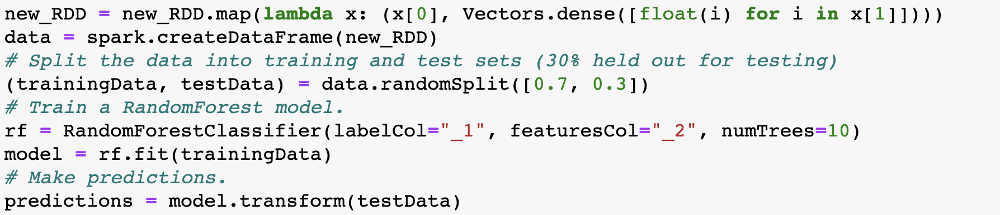 new_RDD = new_RDD.map(lambda x: (x[0], Vectors.dense([float(i) for i in x[1]])))
data = spark.createDataFrame(new_RDD)
# Split the data into training and test sets (30% held out for testing)
(trainingData, testData) = data.randomSplit([0.7, 0.3])
# Train a RandomForest model.
rf = RandomForestClassifier(labelCol="_1", featuresCol="_2", numTrees=10)
model = rf.fit(trainingData)
# Make predictions.
predictions = model.transform(testData)